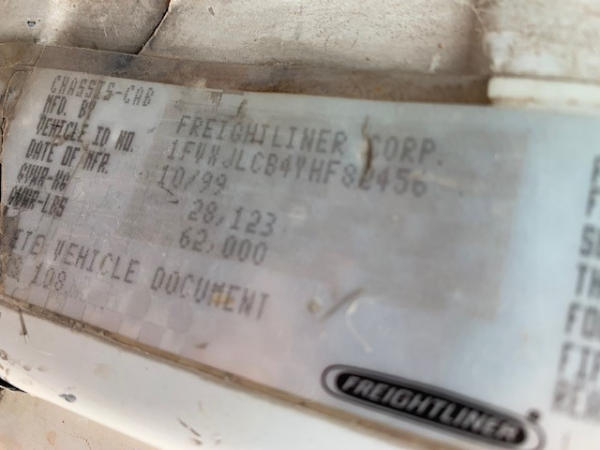 CHASSIS-CAB
MFD. BY FREIGHTLINER CORP.
VEHICLE ID NO. 1FVXJLCB4YHF82456
DATE OF MFR. 10/99
GVWR-KG 28,123
GVWR-LBS 62,000
VEHICLE DOCUMENT
108
FREIGHTLINER